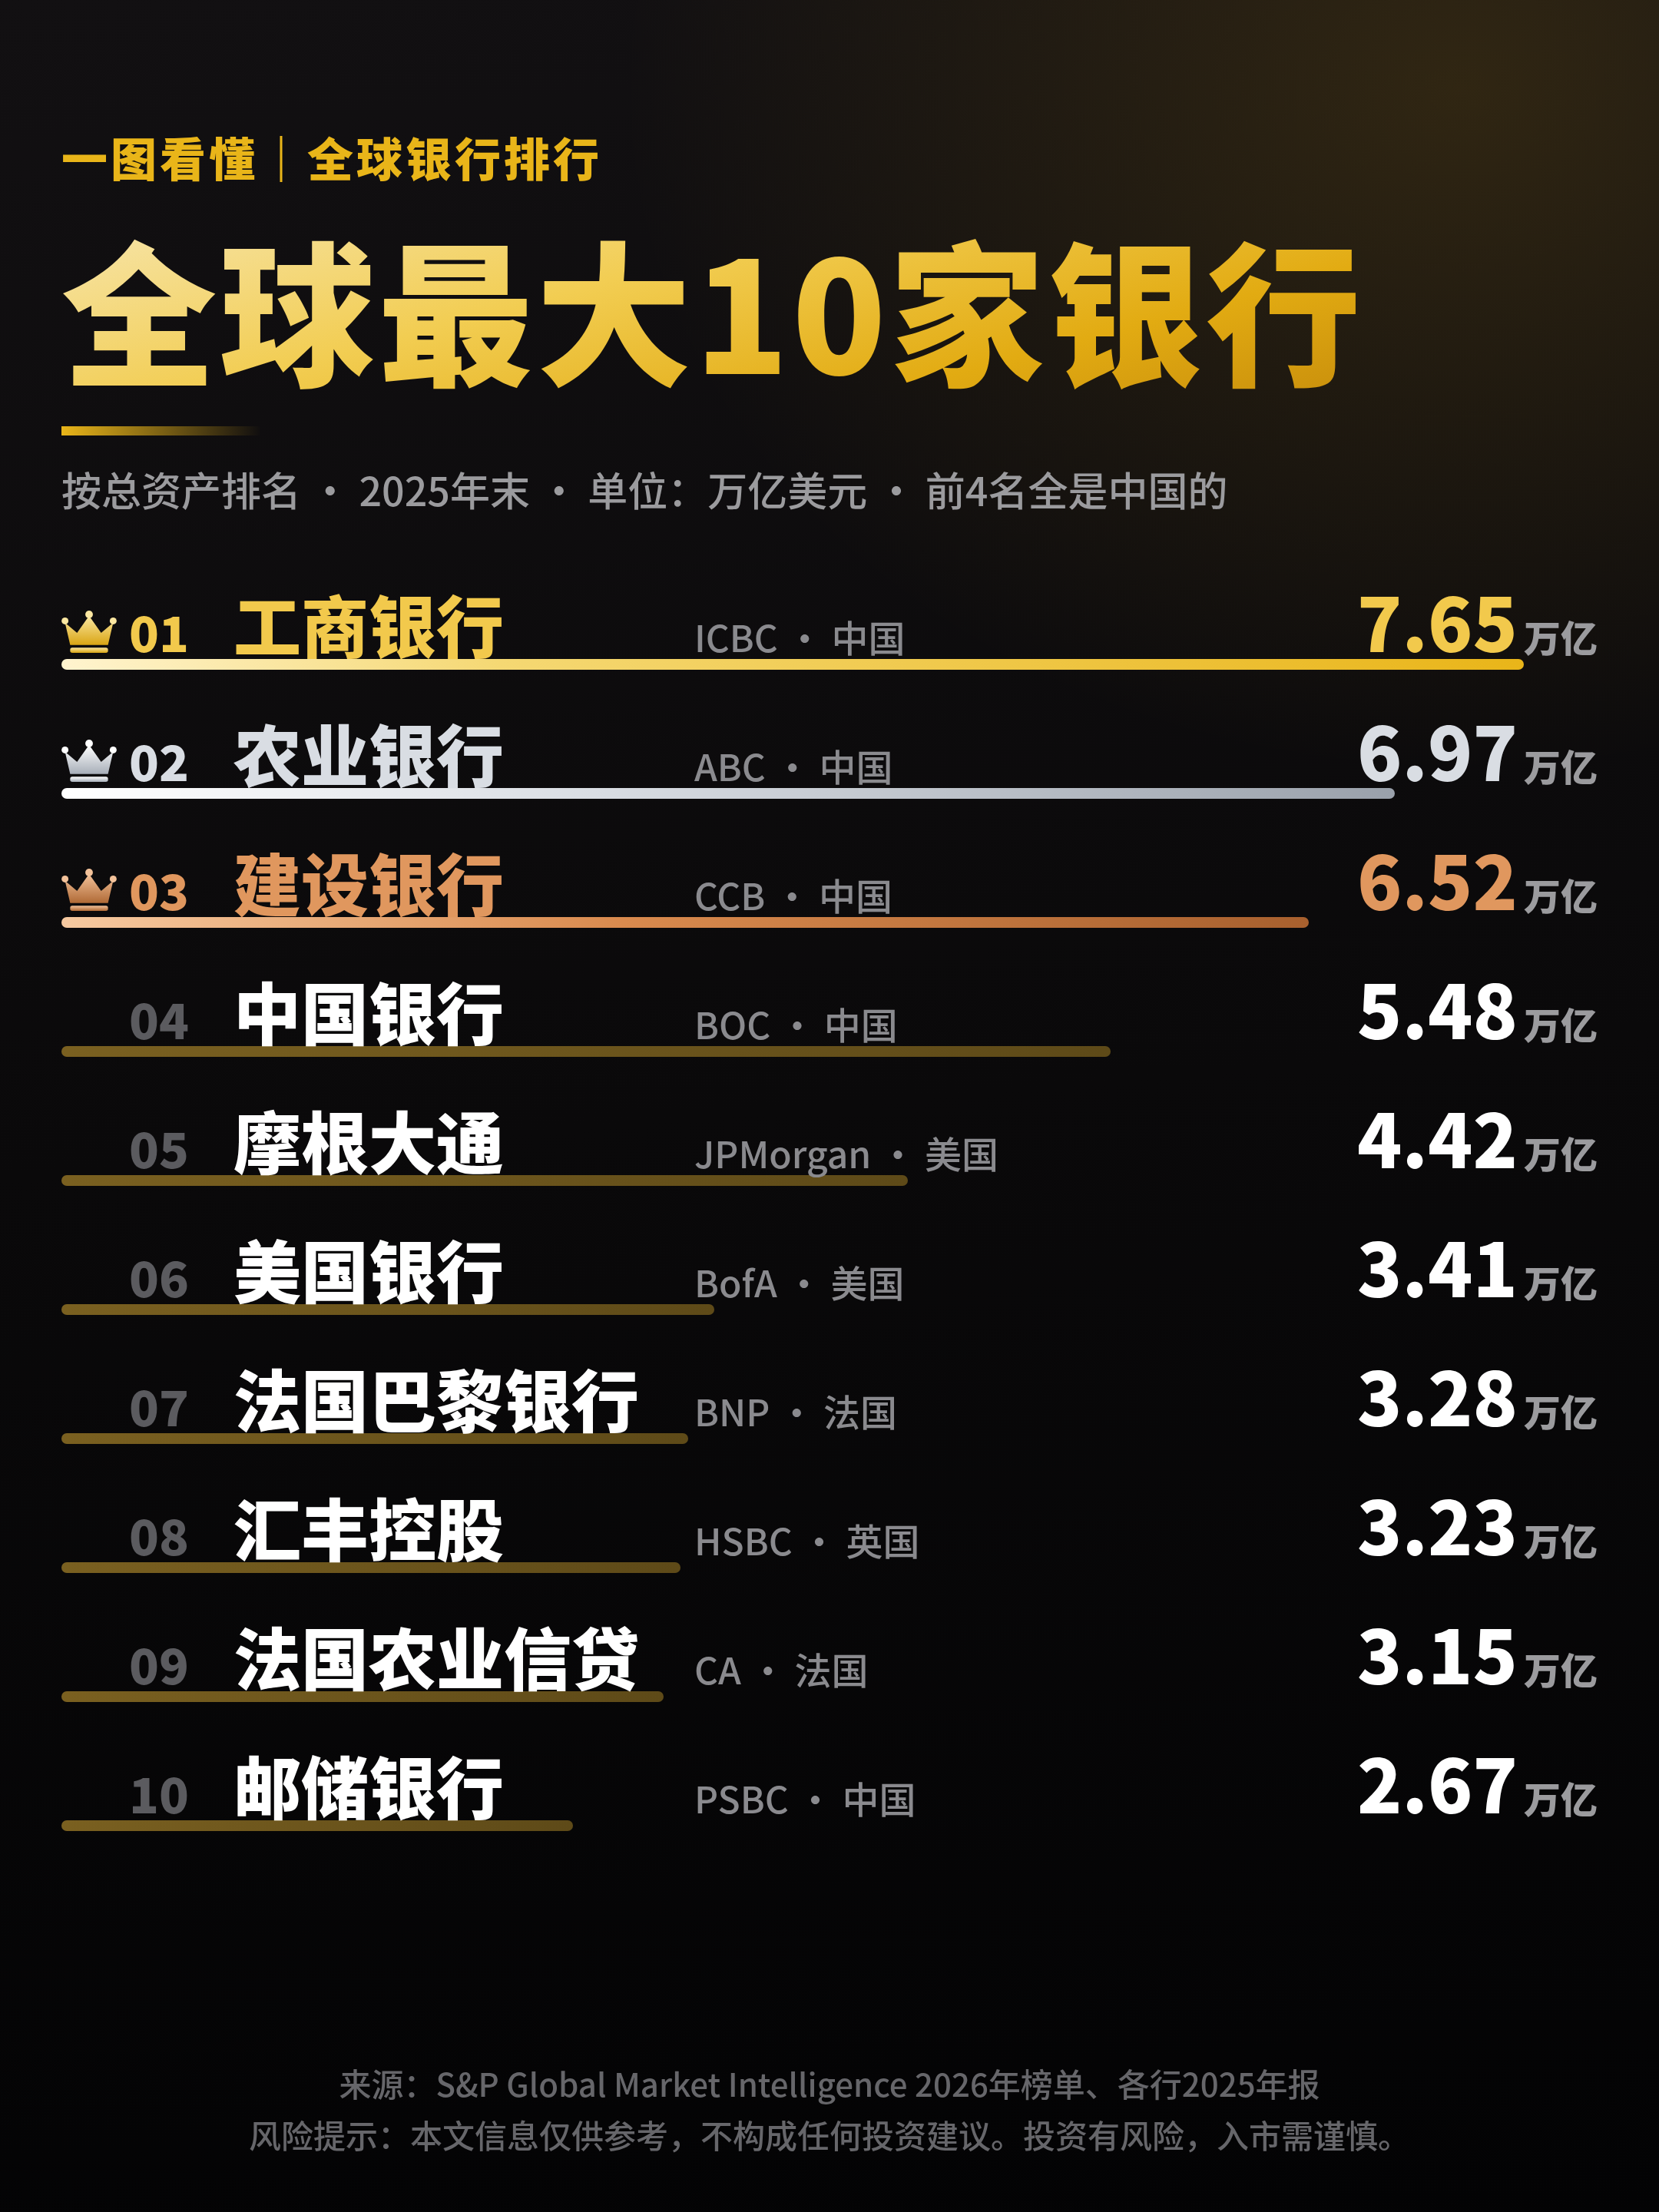 一图看懂｜全球银行排行
全球最大10家银行
按总资产排名 · 2025年末 · 单位：万亿美元 · 前4名全是中国的
01 工商银行 ICBC · 中国 7.65万亿
02 农业银行 ABC · 中国 6.97万亿
03 建设银行 CCB · 中国 6.52万亿
04 中国银行 BOC · 中国 5.48万亿
05 摩根大通 JPMorgan · 美国 4.42万亿
06 美国银行 BofA · 美国 3.41万亿
07 法国巴黎银行 BNP · 法国 3.28万亿
08 汇丰控股 HSBC · 英国 3.23万亿
09 法国农业信贷 CA · 法国 3.15万亿
10 邮储银行 PSBC · 中国 2.67万亿
来源：S&P Global Market Intelligence 2026年榜单、各行2025年报
风险提示：本文信息仅供参考，不构成任何投资建议。投资有风险，入市需谨慎。